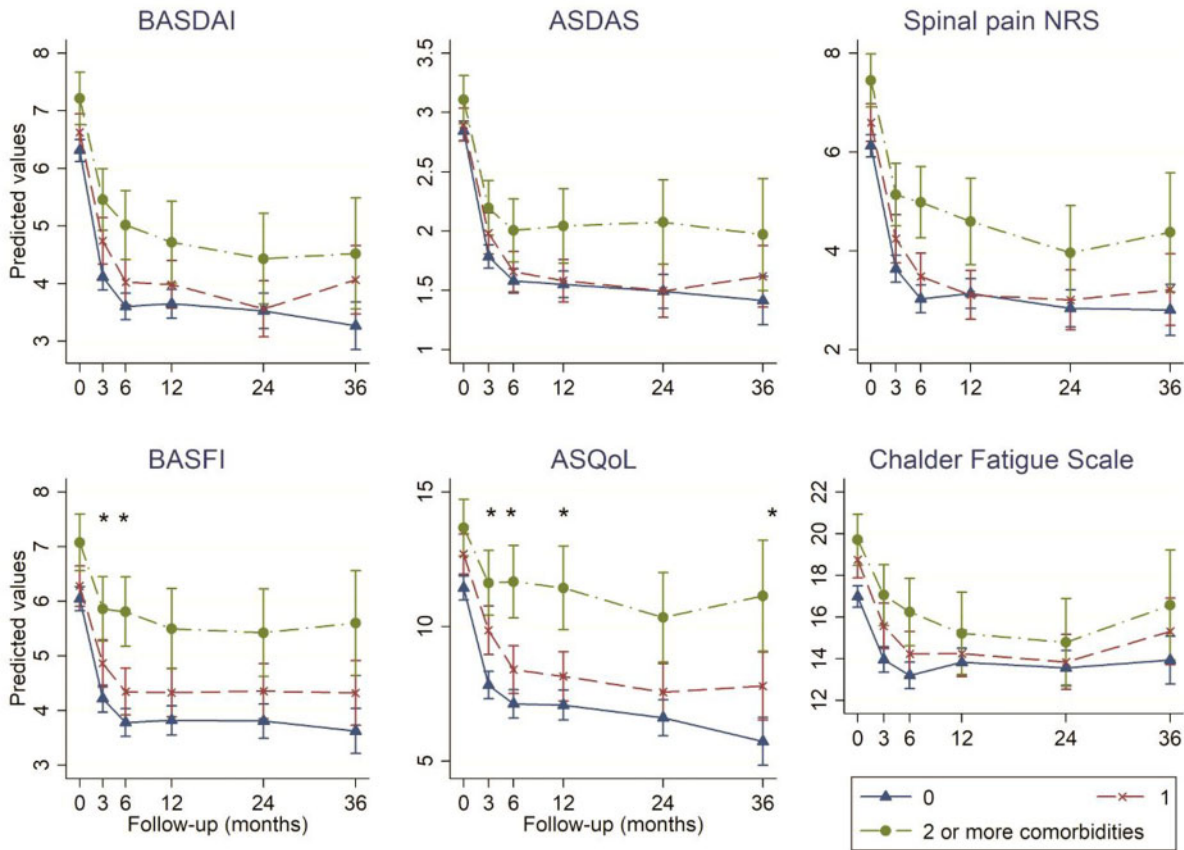 BASDAI
ASDAS
Spinal pain NRS
Predicted values
8
7
6
5
4
3
0 3 6 12 24 36
3.5
3
2.5
2
1.5
1
0 3 6 12 24 36
8
6
4
2
0 3 6 12 24 36
BASFI
ASQoL
Chalder Fatigue Scale
Predicted values
8
7
6
5
4
3
* *
0 3 6 12 24 36
Follow-up (months)
15
10
5
* * * *
0 3 6 12 24 36
Follow-up (months)
22
20
18
16
14
12
0 3 6 12 24 36
0 1
2 or more comorbidities